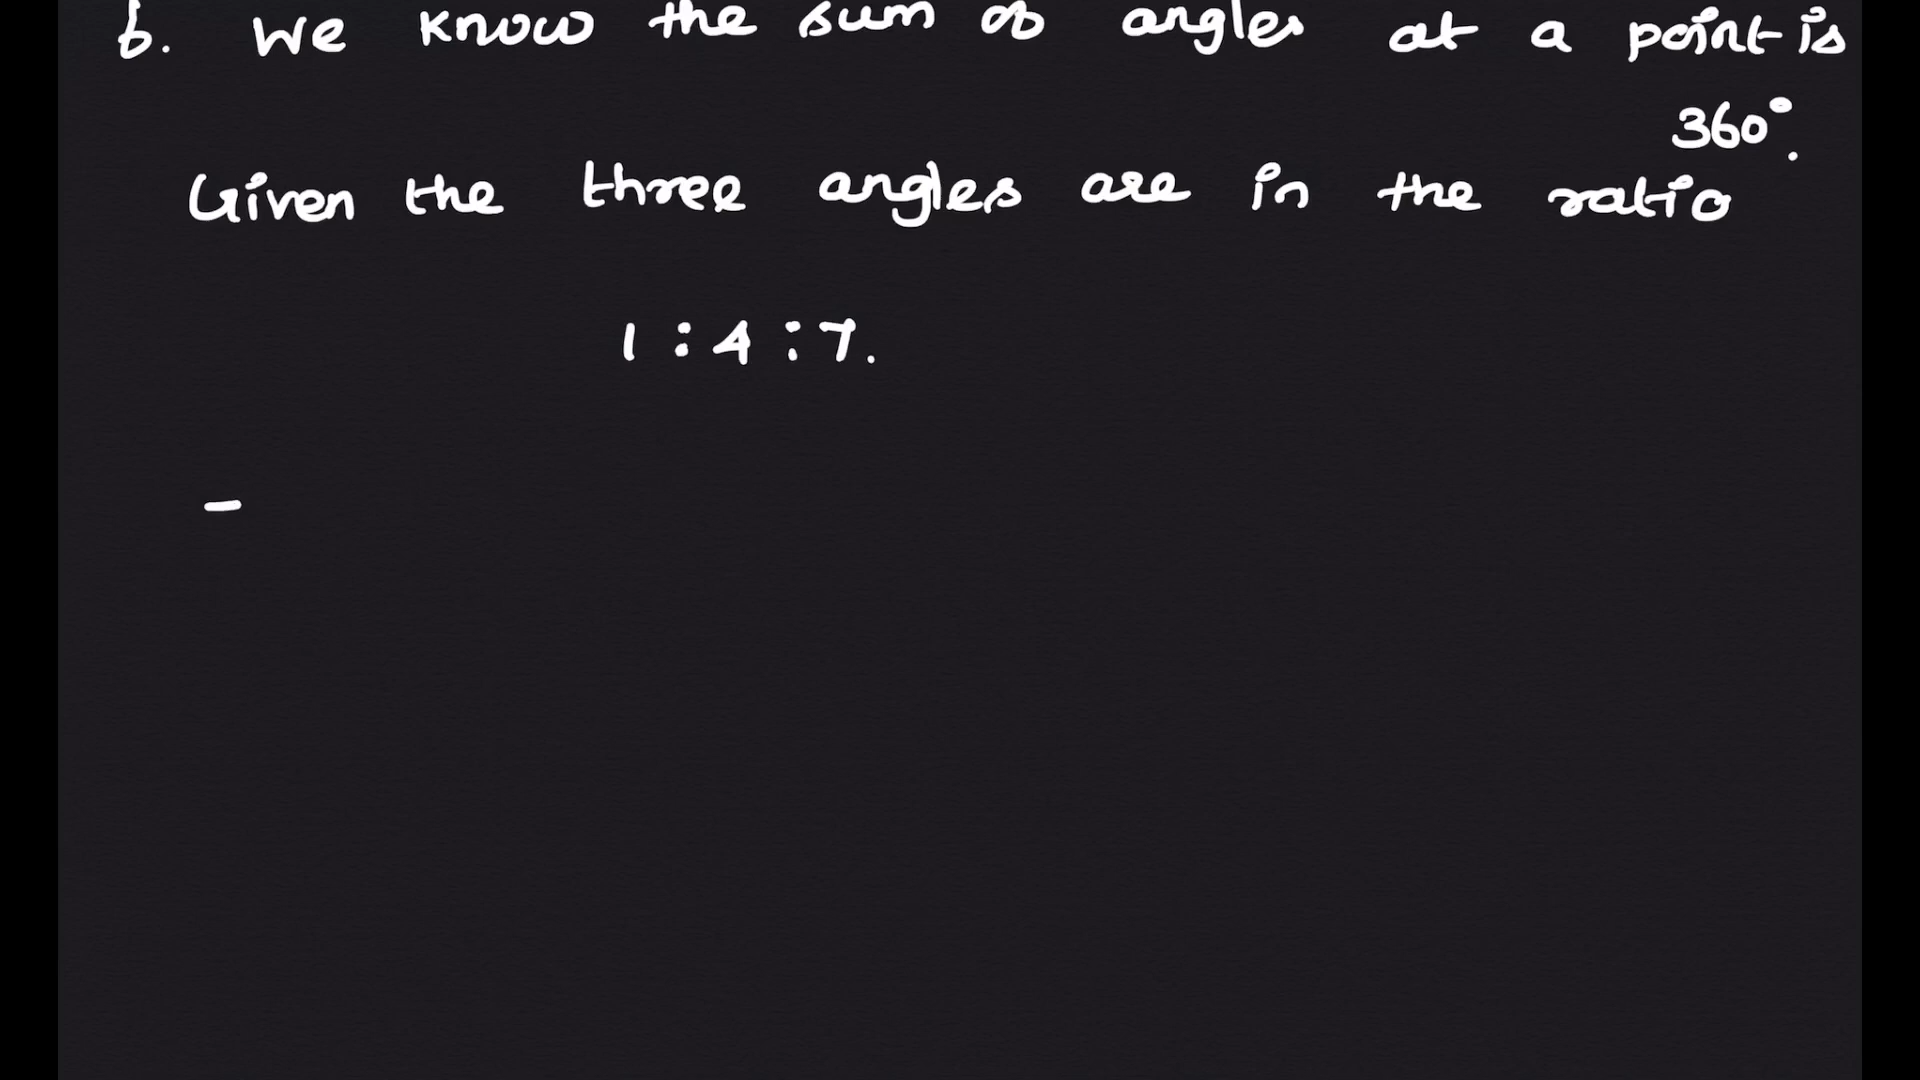 b. We know the sum of angles at a point is
360°.
Given the three angles are in the ratio
1 : 4 : 7.